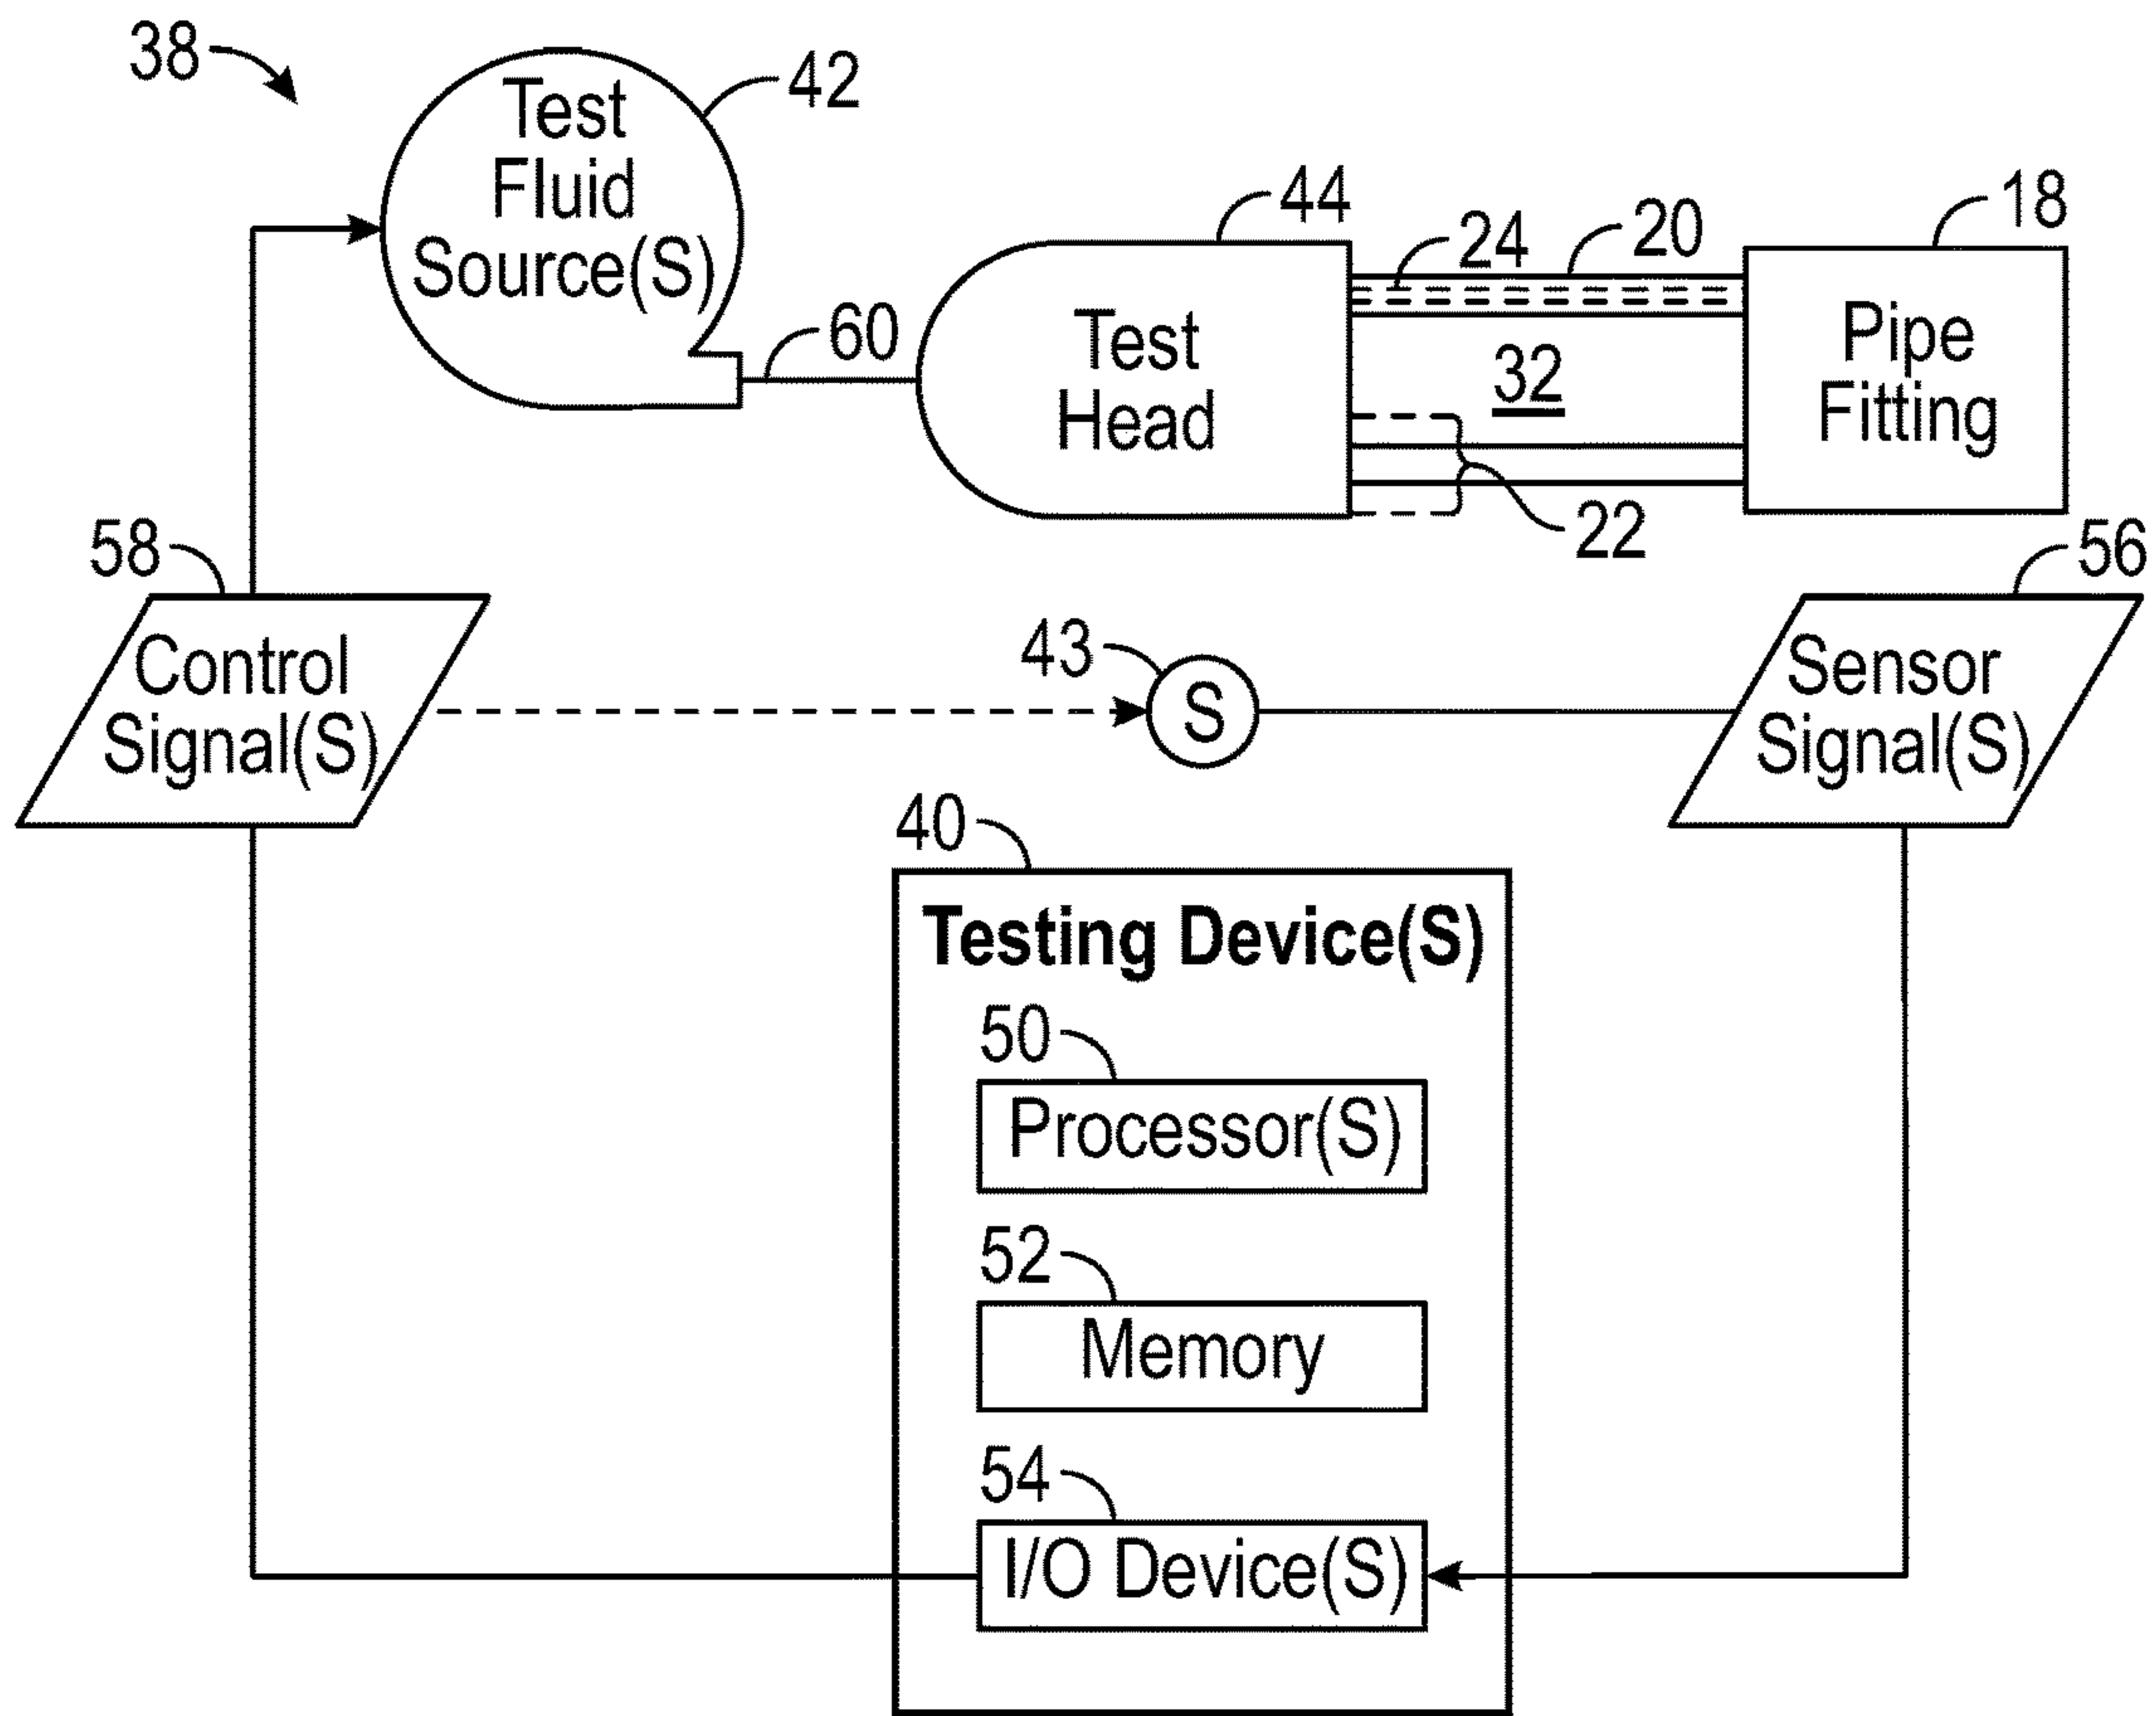 38
Test
Fluid
Source(S)
42
60
44
Test
Head
24
20
32
22
18
Pipe
Fitting
58
Control
Signal(S)
43
S
56
Sensor
Signal(S)
40
Testing Device(S)
50
Processor(S)
52
Memory
54
I/O Device(S)